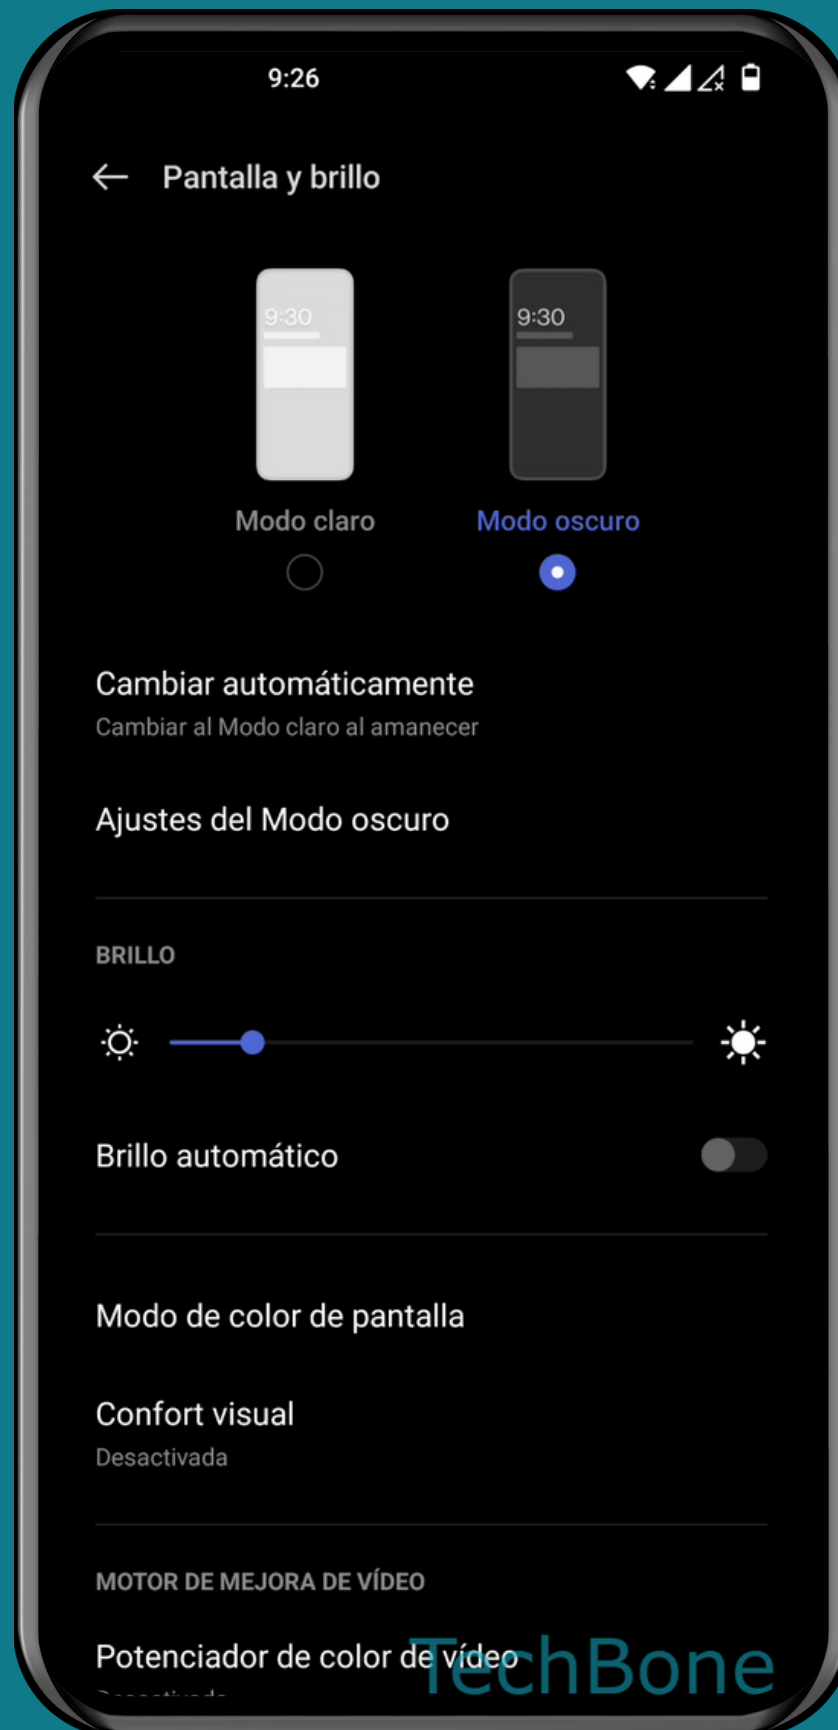 9:26
Pantalla y brillo
9:30
9:30
Modo claro
Modo oscuro
Cambiar automáticamente
Cambiar al Modo claro al amanecer
Ajustes del Modo oscuro
BRILLO
Brillo automático
Modo de color de pantalla
Confort visual
Desactivada
MOTOR DE MEJORA DE VÍDEO
Potenciador de color de vídeo
TechBone